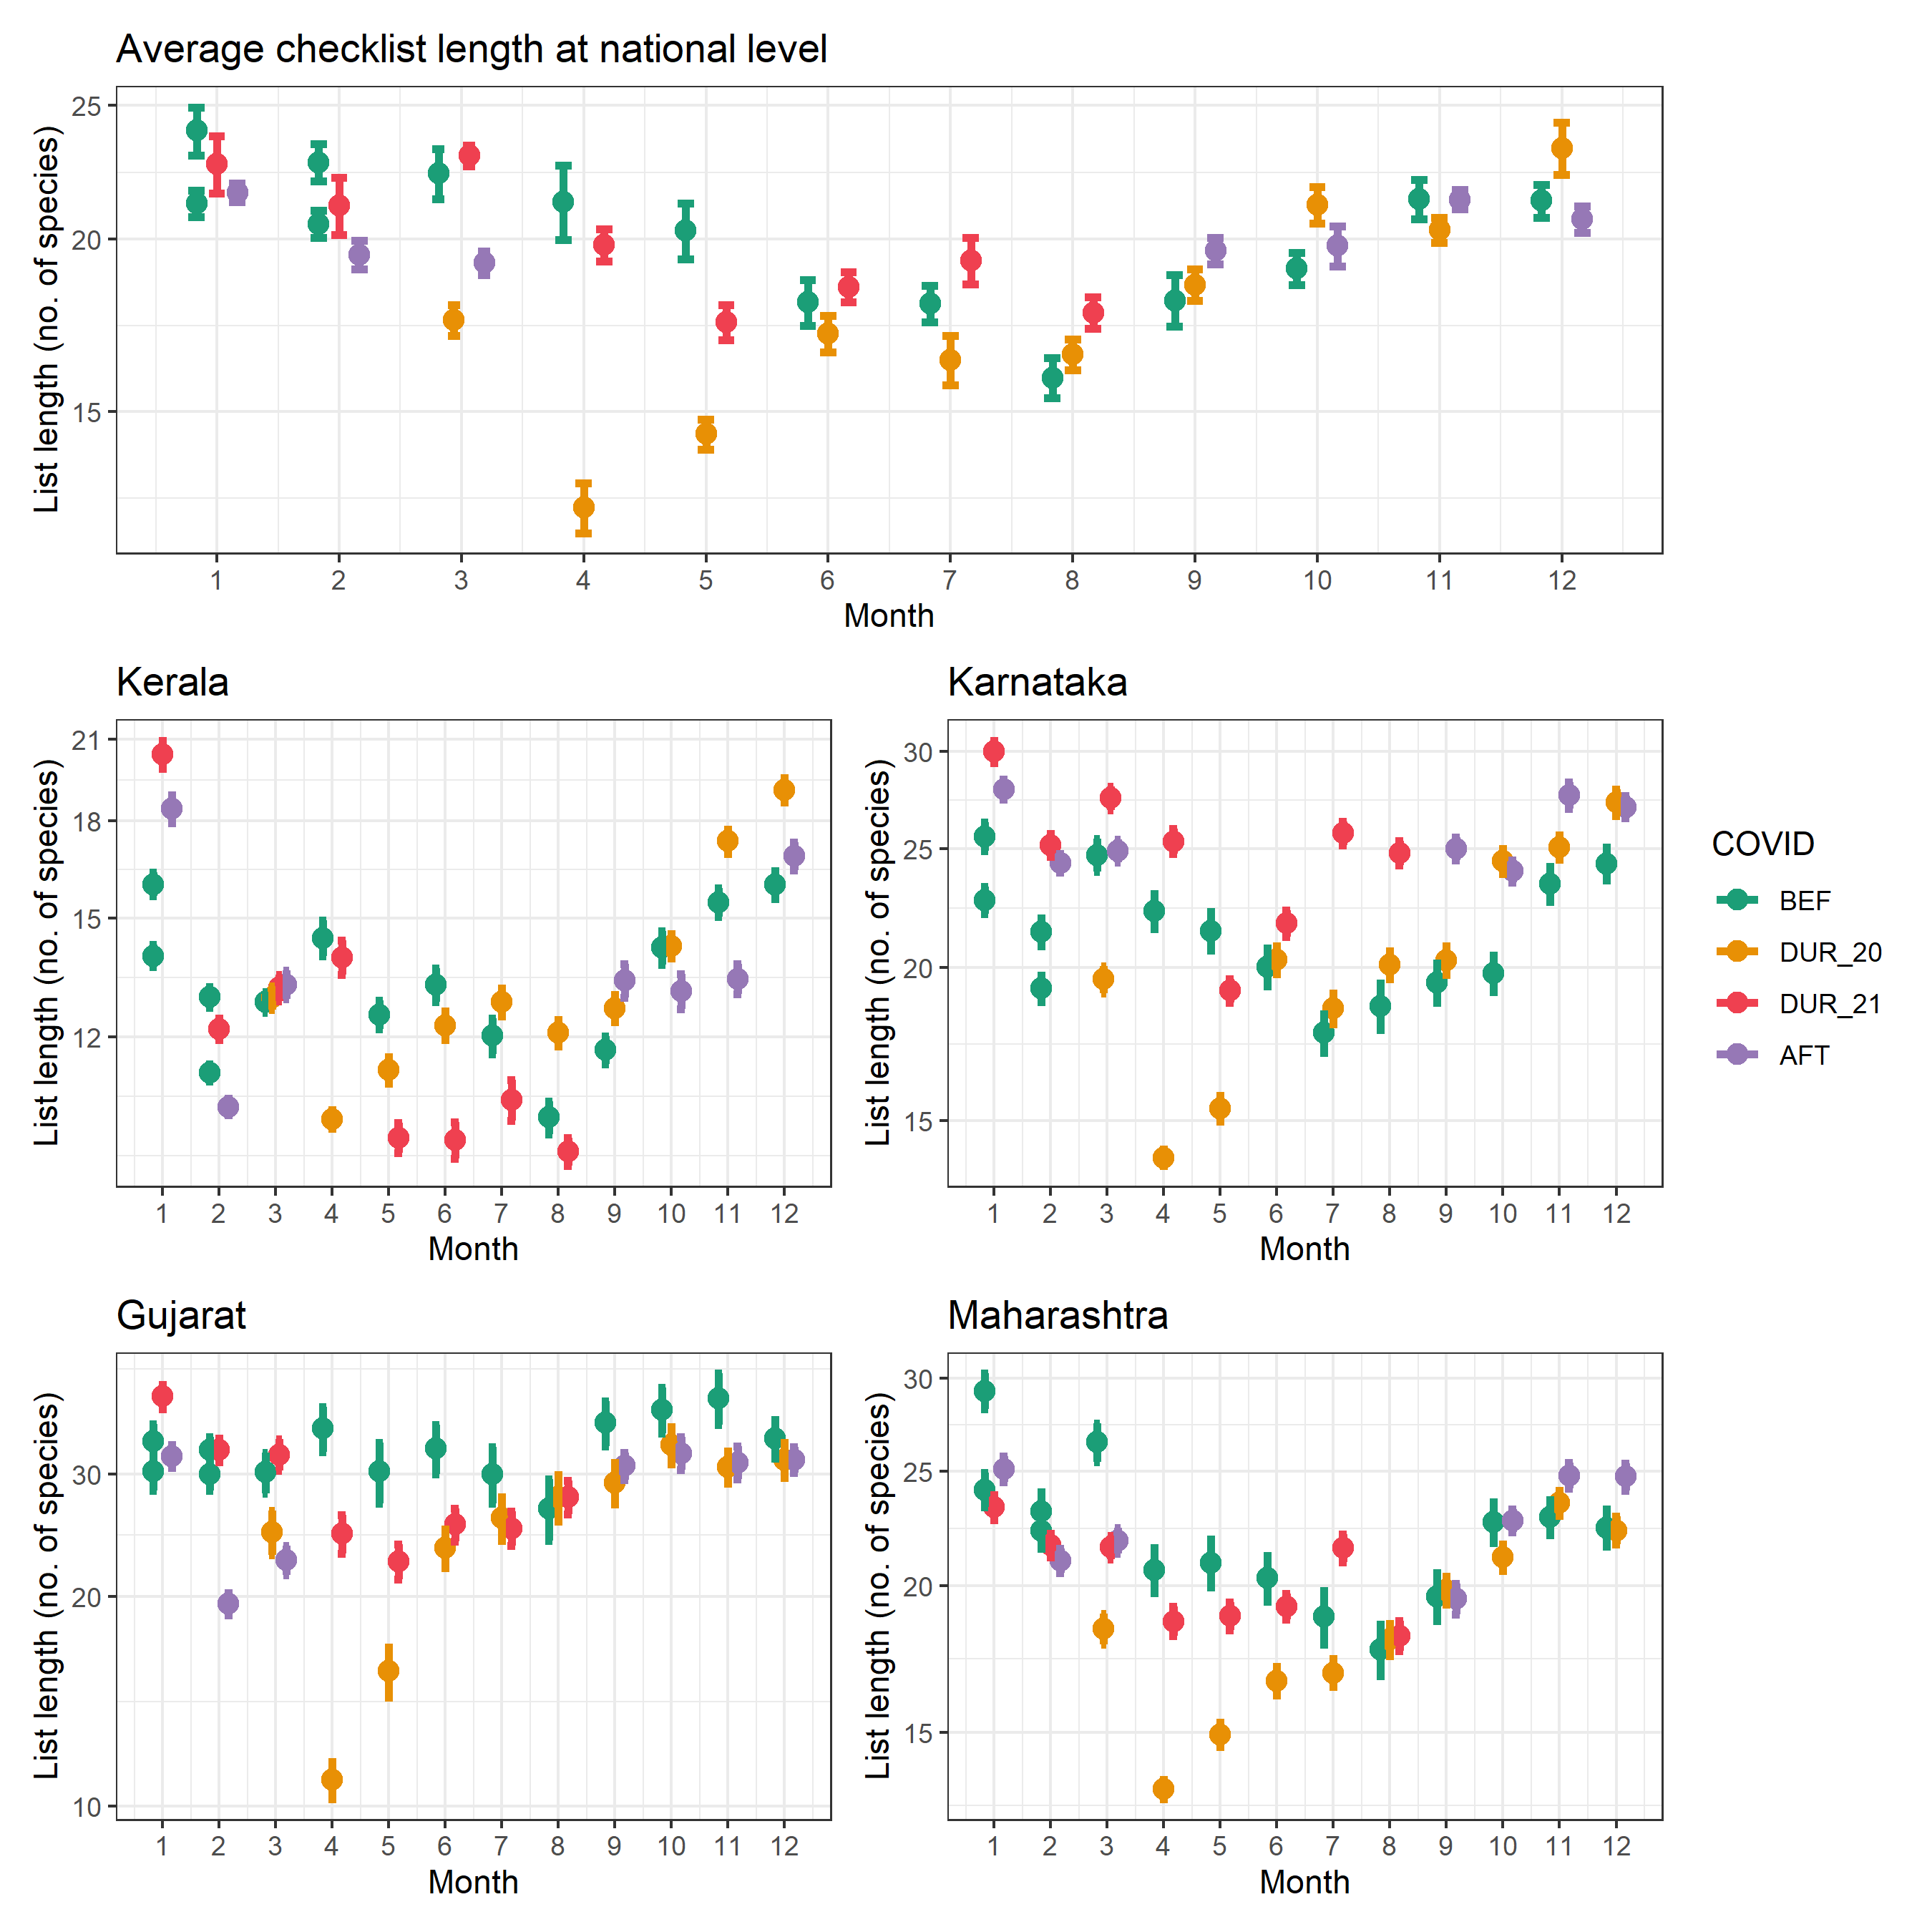 Average checklist length at national level
List length (no. of species)
25
20
15
1 2 3 4 5 6 7 8 9 10 11 12
Month
Kerala
List length (no. of species)
21
18
15
12
1 2 3 4 5 6 7 8 9 10 11 12
Month
Karnataka
List length (no. of species)
30
25
20
15
1 2 3 4 5 6 7 8 9 10 11 12
Month
COVID
BEF
DUR_20
DUR_21
AFT
Gujarat
List length (no. of species)
30
20
10
1 2 3 4 5 6 7 8 9 10 11 12
Month
Maharashtra
List length (no. of species)
30
25
20
15
1 2 3 4 5 6 7 8 9 10 11 12
Month